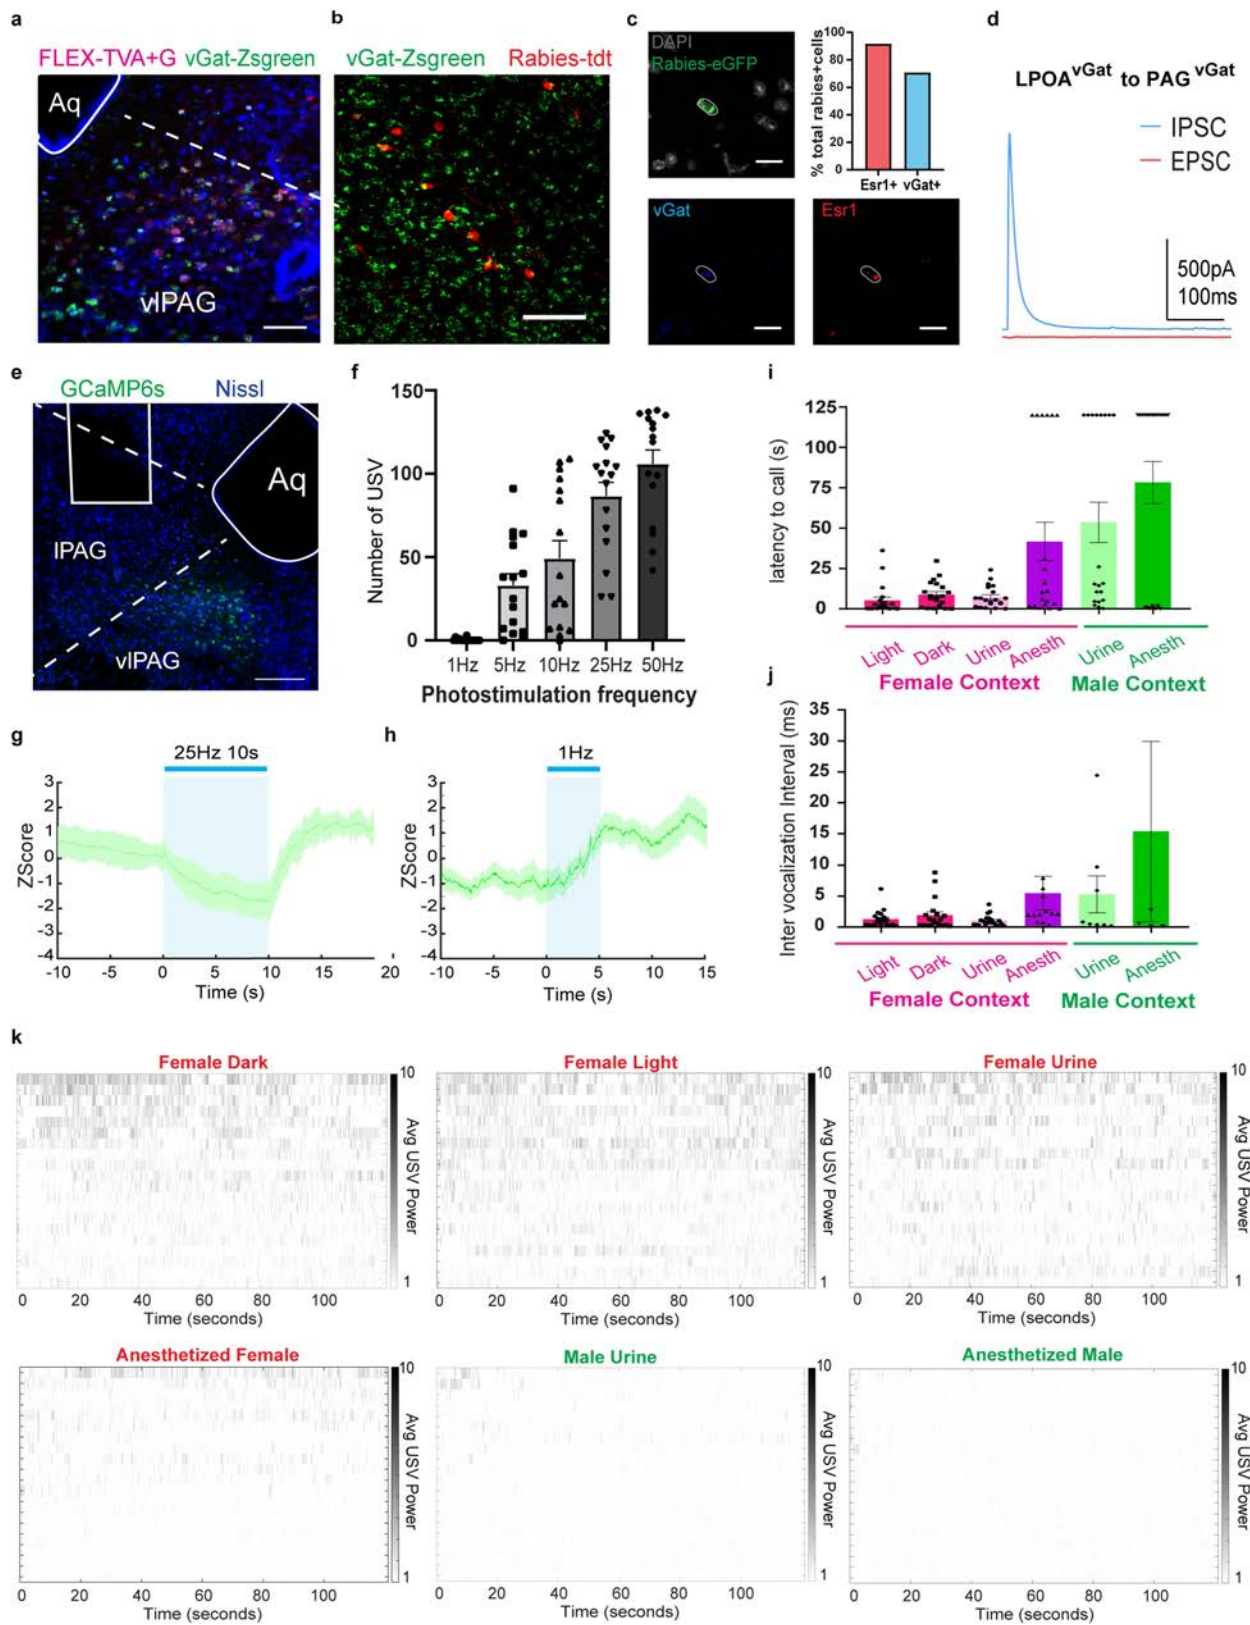 a
FLEX-TVA+G vGat-Zsgreen
Aq
vlPAG
b
vGat-Zsgreen Rabies-tdt
c
DAPI
Rabies-eGFP
% total rabies+cells
100
80
60
40
20
0
Esr1+ vGat+
vGat
Esr1
d
LPOAvGat to PAG vGat
IPSC
EPSC
500pA
100ms
e
GCaMP6s Nissl
Aq
lPAG
vlPAG
f
Number of USV
150
100
50
0
1Hz 5Hz 10Hz 25Hz 50Hz
Photostimulation frequency
g
25Hz 10s
ZScore
3
2
1
0
-1
-2
-3
-4
-10 -5 0 5 10 15 20
Time (s)
h
1Hz
ZScore
3
2
1
0
-1
-2
-3
-4
-10 -5 0 5 10 15
Time (s)
i
latency to call (s)
125
100
75
50
25
0
Light Dark Urine Anesth Urine Anesth
Female Context Male Context
j
Inter vocalization Interval (ms)
35
30
25
20
15
10
5
0
Light Dark Urine Anesth Urine Anesth
Female Context Male Context
k
Female Dark
10
Avg USV Power
1
0 20 40 60 80 100
Time (seconds)
Female Light
10
Avg USV Power
1
0 20 40 60 80 100
Time (seconds)
Female Urine
10
Avg USV Power
1
0 20 40 60 80 100
Time (seconds)
Anesthetized Female
10
Avg USV Power
1
0 20 40 60 80 100
Time (seconds)
Male Urine
10
Avg USV Power
1
0 20 40 60 80 100
Time (seconds)
Anesthetized Male
10
Avg USV Power
1
0 20 40 60 80 100
Time (seconds)